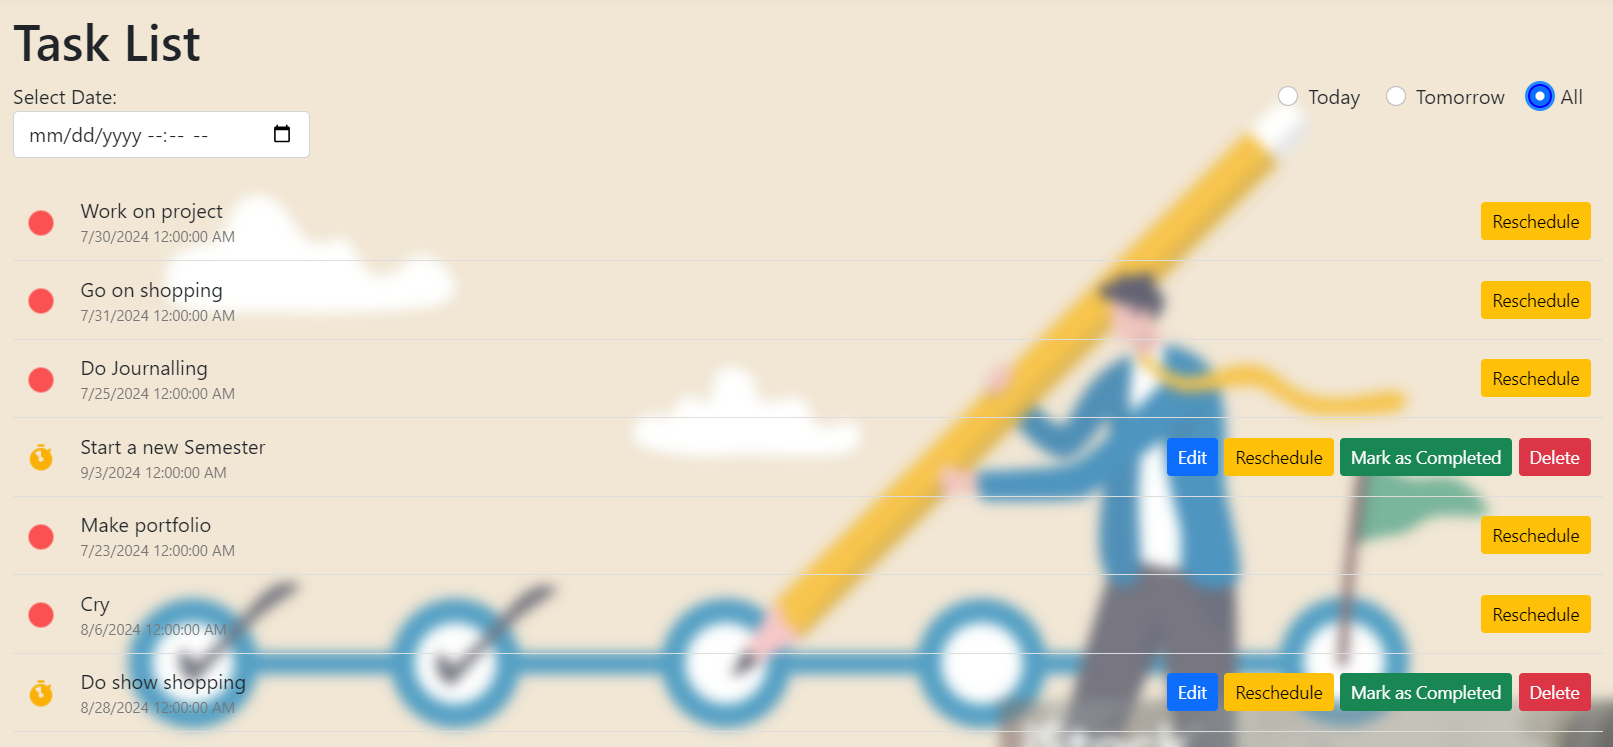 Task List
Select Date:
Today Tomorrow All
mm/dd/yyyy --:-- --
Work on project
7/30/2024 12:00:00 AM
Reschedule
Go on shopping
7/31/2024 12:00:00 AM
Reschedule
Do Journalling
7/25/2024 12:00:00 AM
Reschedule
Start a new Semester
9/3/2024 12:00:00 AM
Edit Reschedule Mark as Completed Delete
Make portfolio
7/23/2024 12:00:00 AM
Reschedule
Cry
8/6/2024 12:00:00 AM
Reschedule
Do show shopping
8/28/2024 12:00:00 AM
Edit Reschedule Mark as Completed Delete